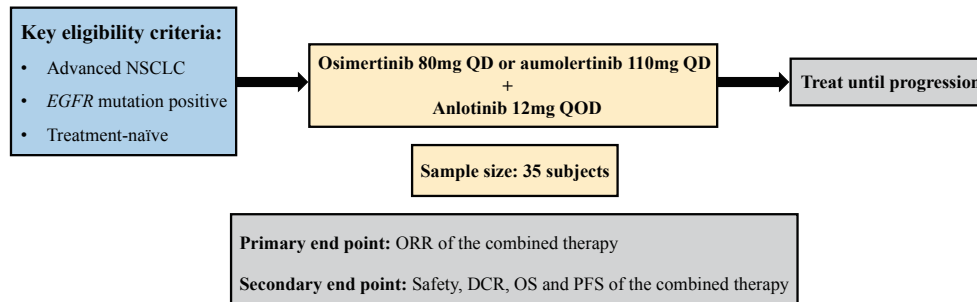 Key eligibility criteria:
• Advanced NSCLC
• EGFR mutation positive
• Treatment-naïve
Osimertinib 80mg QD or aumolertinib 110mg QD
+
Anlotinib 12mg QOD
Treat until progression
Sample size: 35 subjects
Primary end point: ORR of the combined therapy
Secondary end point: Safety, DCR, OS and PFS of the combined therapy